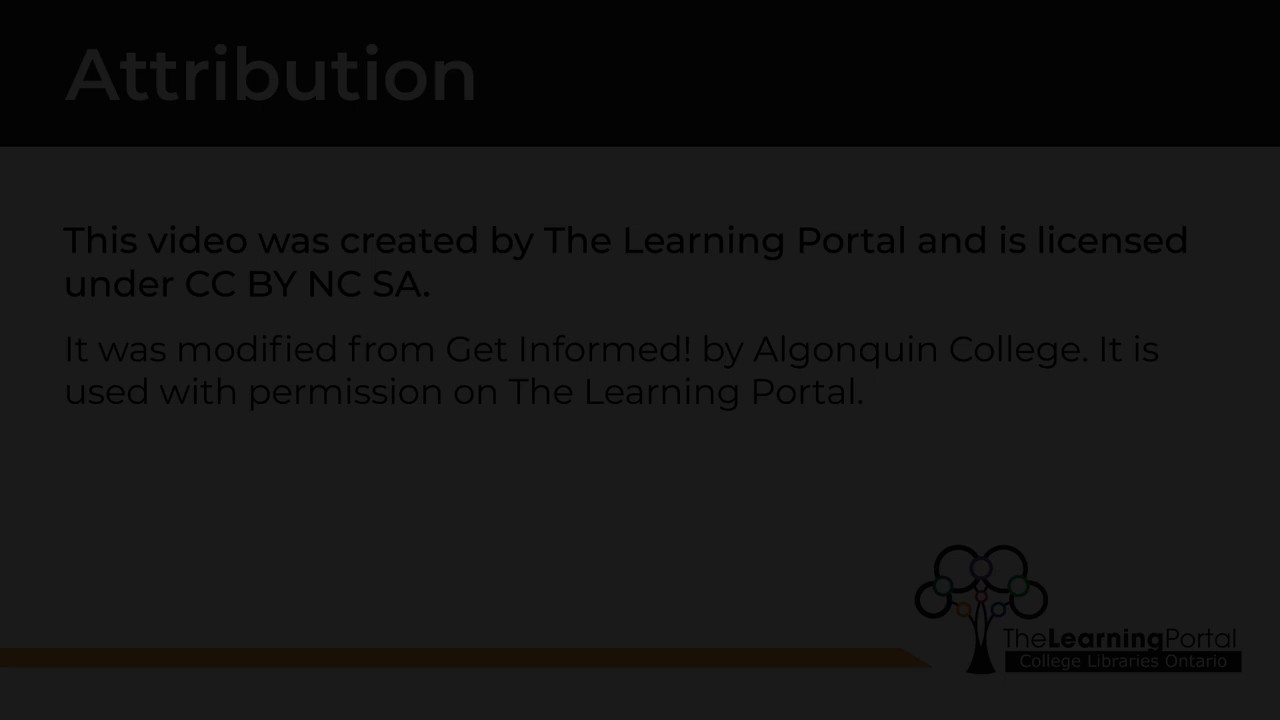 Attribution
This video was created by The Learning Portal and is licensed
under CC BY NC SA.
It was modified from Get Informed! by Algonquin College. It is
used with permission on The Learning Portal.
TheLearningPortal
College Libraries Ontario